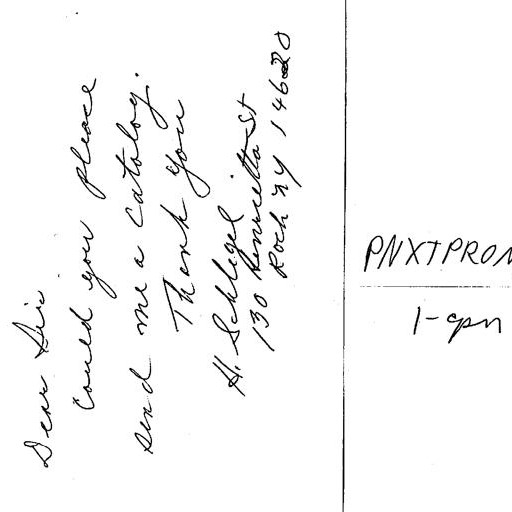 Dear Sir
Could you please
send me a catalog.
Thank you
H. Schlegel
130 Henrietta St
Roch NY 14620
PNXTPROM
1-